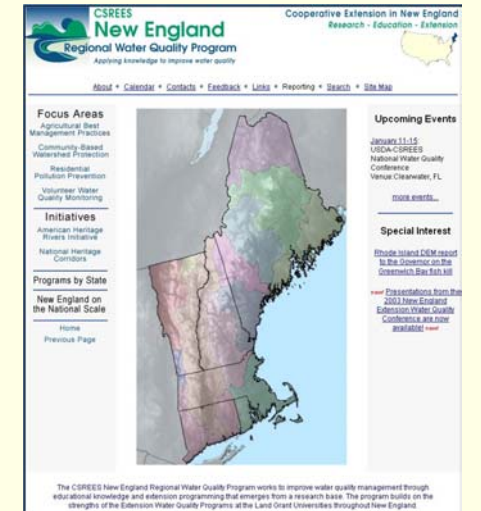 CSREES
New England
Regional Water Quality Program
Applying knowledge to improve water quality
Cooperative Extension in New England
Research - Education - Extension
About • Calendar • Contacts • Feedback • Links • Reporting • Search • Site Map
Focus Areas
Agricultural Best
Management Practices
Community-Based
Watershed Protection
Residential
Pollution Prevention
Volunteer Water
Quality Monitoring
Initiatives
American Heritage
Rivers Initiative
National Heritage
Corridors
Programs by State
New England on
the National Scale
Home
Previous Page
Upcoming Events
January 11-15:
USDA-CSREES
National Water Quality
Conference
Venue:Clearwater, FL
more events...
Special Interest
Rhode Island DEM report
to the Governor on the
Greenwich Bay fish kill
new! Presentations from the
2003 New England
Extension Water Quality
Conference are now
available! new!
The CSREES New England Regional Water Quality Program works to improve water quality management through
educational knowledge and extension programming that emerges from a research base. The program builds on the
strengths of the Extension Water Quality Programs at the Land Grant Universities throughout New England.